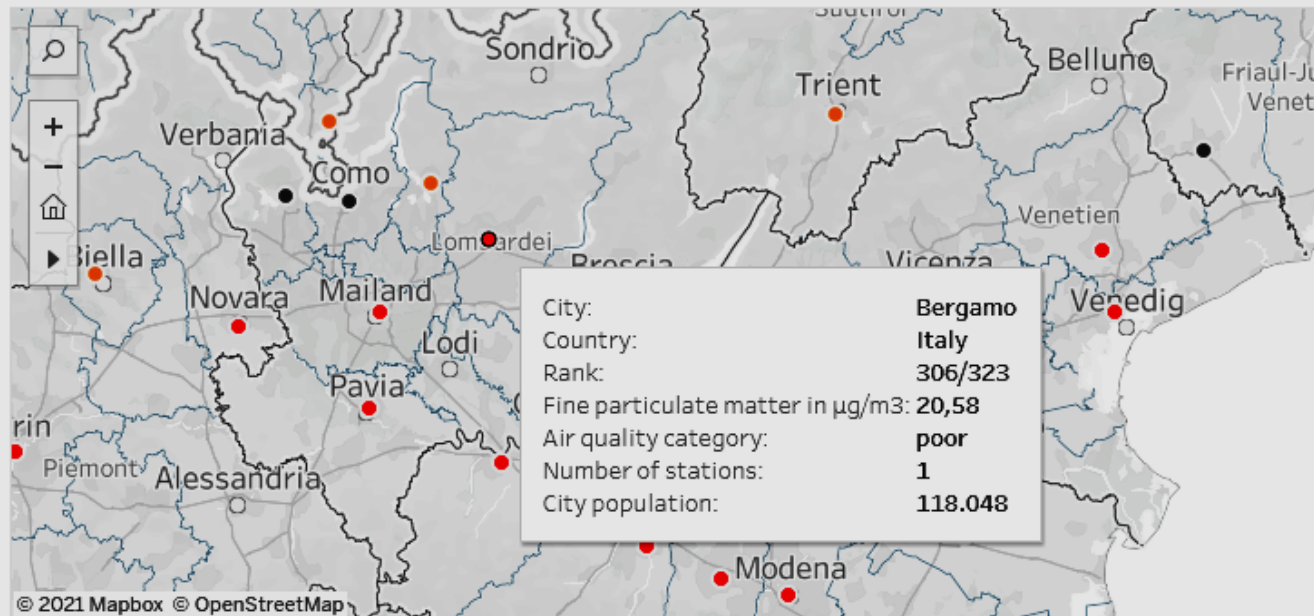 Südtirol
Sondrio
Belluno
Trient
Friaul-Ju
Venet
Verbania
Como
Venetien
Lombardei
Brescia
Vicenza
Biella
Novara
Mailand
Venedig
Lodi
Pavia
rin
Piemont
Alessandria
City: Bergamo
Country: Italy
Rank: 306/323
Fine particulate matter in µg/m3: 20,58
Air quality category: poor
Number of stations: 1
City population: 118.048
Modena
© 2021 Mapbox © OpenStreetMap